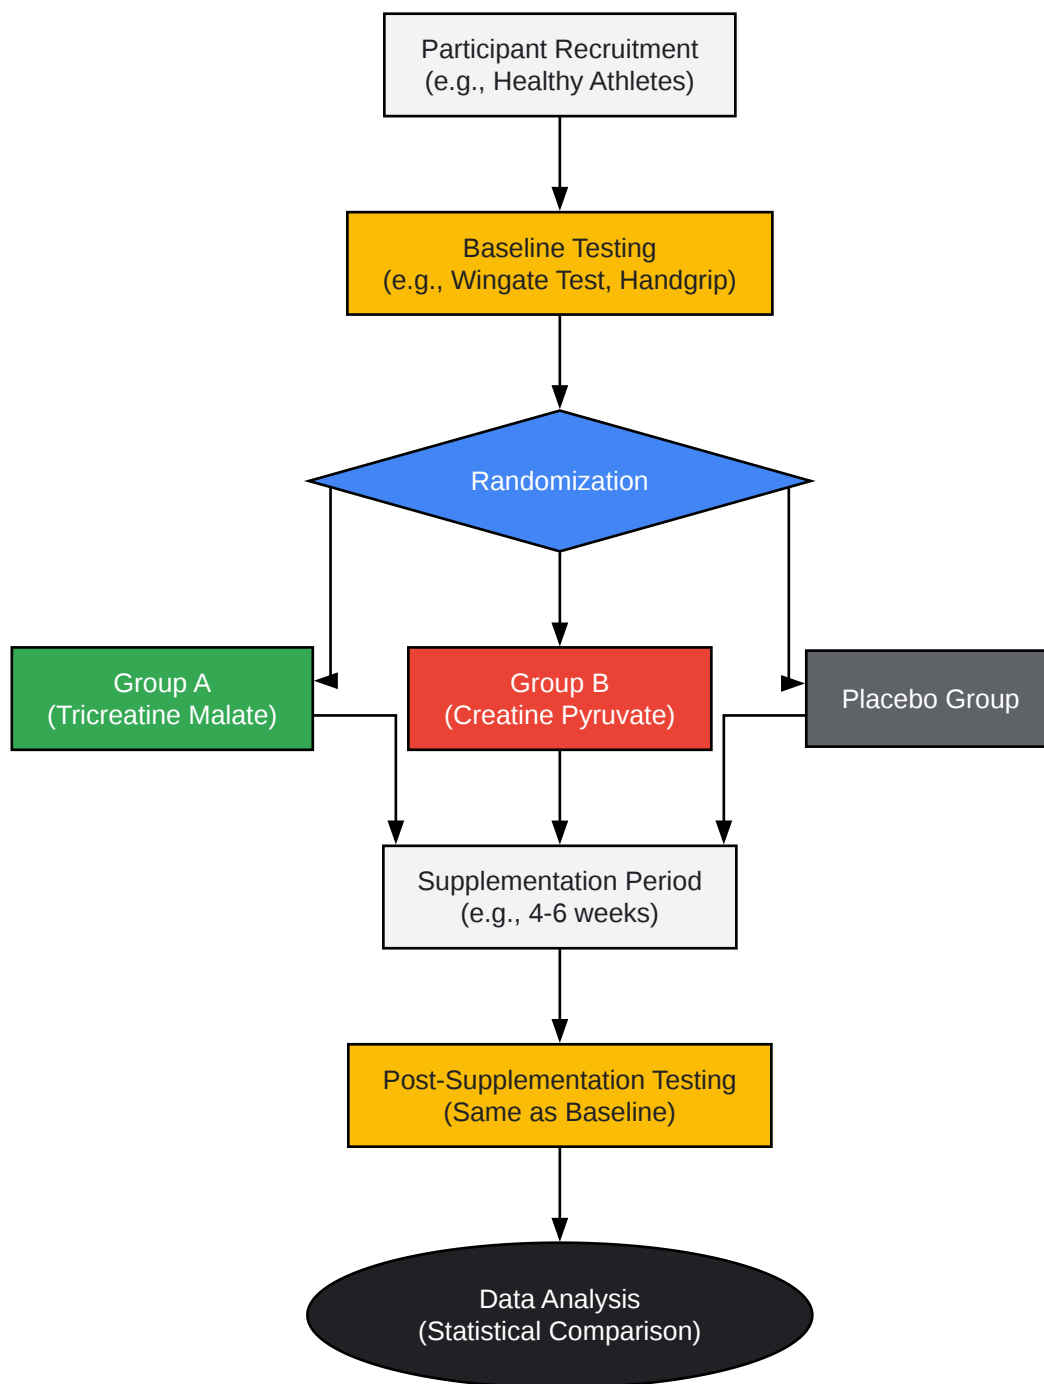 Participant Recruitment
(e.g., Healthy Athletes)
Baseline Testing
(e.g., Wingate Test, Handgrip)
Randomization
Group A
(Tricreatine Malate)
Group B
(Creatine Pyruvate)
Placebo Group
Supplementation Period
(e.g., 4-6 weeks)
Post-Supplementation Testing
(Same as Baseline)
Data Analysis
(Statistical Comparison)